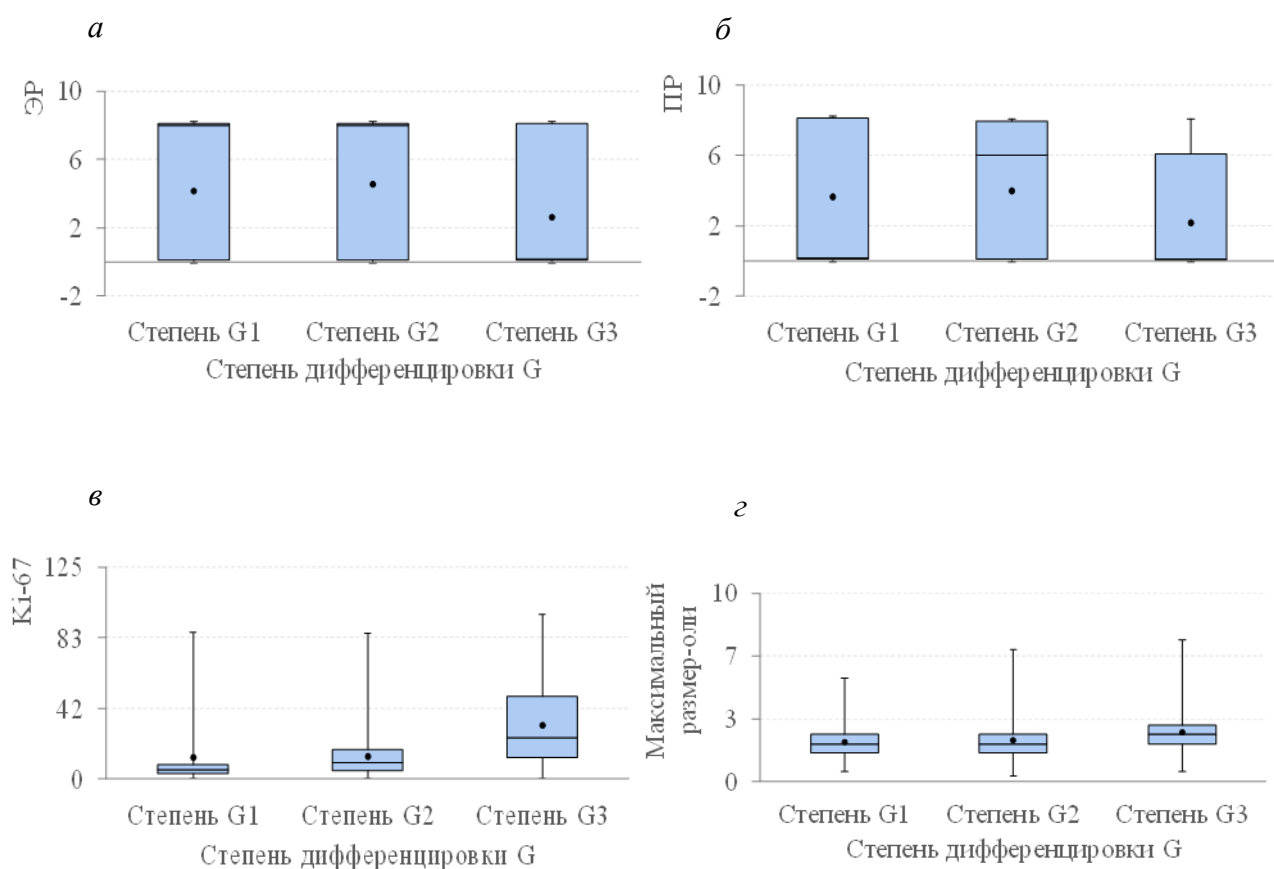 а
ЭР
10
6
2
-2
Степень G1 Степень G2 Степень G3
Степень дифференцировки G
б
ПР
10
6
2
-2
Степень G1 Степень G2 Степень G3
Степень дифференцировки G
в
Ki-67
125
83
42
0
Степень G1 Степень G2 Степень G3
Степень дифференцировки G
г
Максимальный
размер-оли
10
7
3
0
Степень G1 Степень G2 Степень G3
Степень дифференцировки G